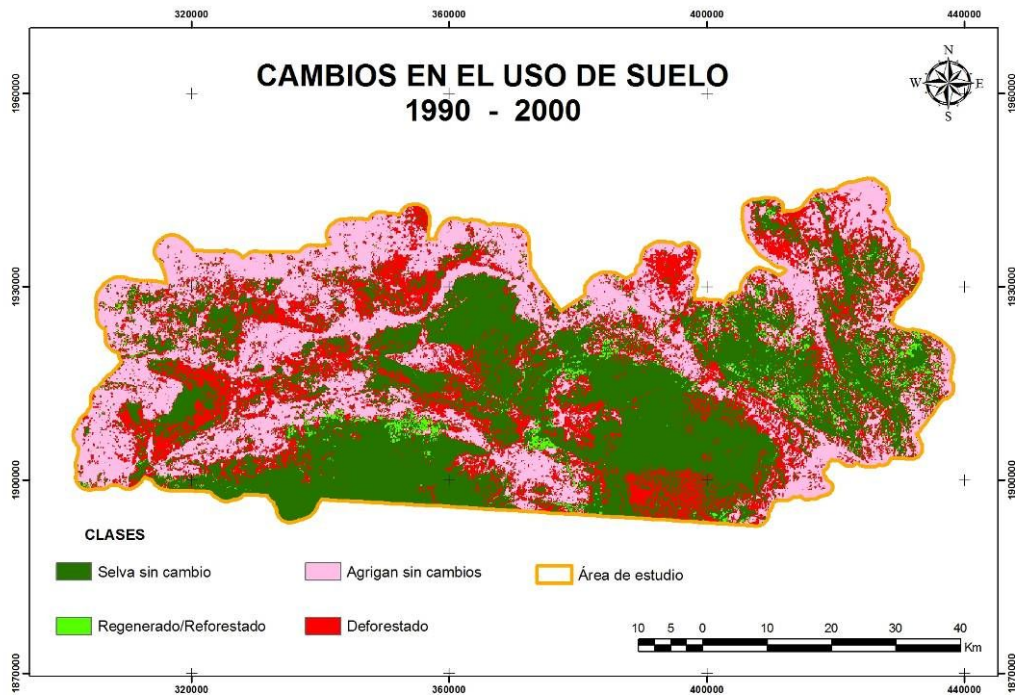 320000 360000 400000 440000
CAMBIOS EN EL USO DE SUELO
1990 - 2000
N
W E
S
1960000 1960000
1930000 1930000
1900000 1900000
CLASES
Selva sin cambio Agrigan sin cambios Área de estudio
Regenerado/Reforestado Deforestado
10 5 0 10 20 30 40
Km
1870000 1870000
320000 360000 400000 440000